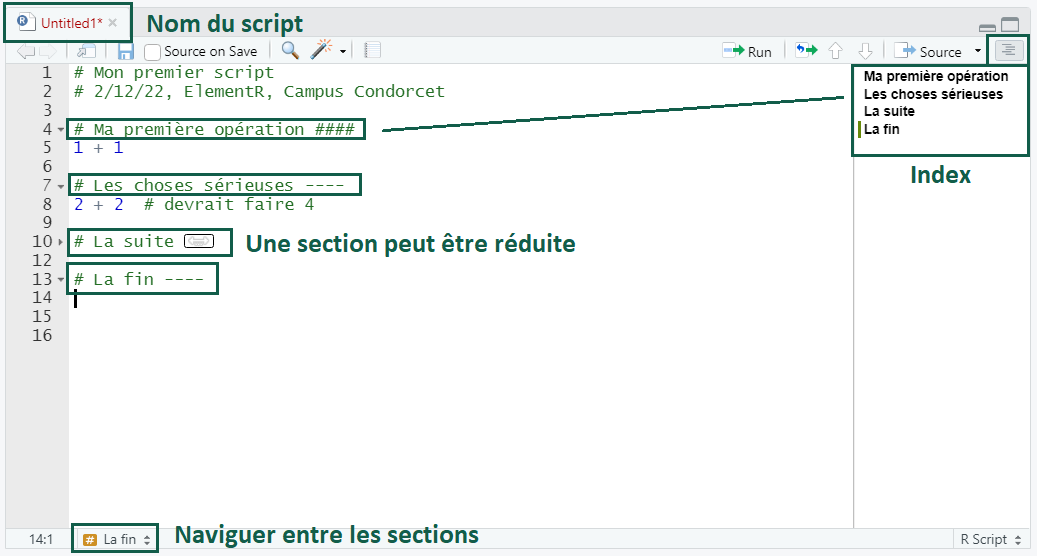 Untitled1* ×
Nom du script
Source on Save
Run
Source
1 # Mon premier script
2 # 2/12/22, ElementR, Campus Condorcet
3
4 # Ma première opération ####
5 1 + 1
6
7 # Les choses sérieuses ----
8 2 + 2  # devrait faire 4
9
10 # La suite
Une section peut être réduite
12
13 # La fin ----
14
15
16
Ma première opération
Les choses sérieuses
La suite
La fin
Index
14:1
# La fin
Naviguer entre les sections
R Script